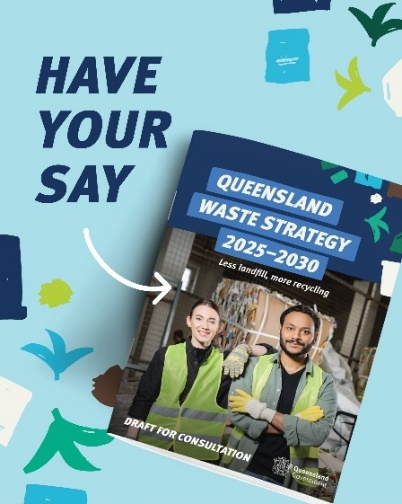 HAVE
YOUR
SAY
QUEENSLAND
WASTE STRATEGY
2025–2030
Less landfill, more recycling
DRAFT FOR CONSULTATION
Queensland
Government